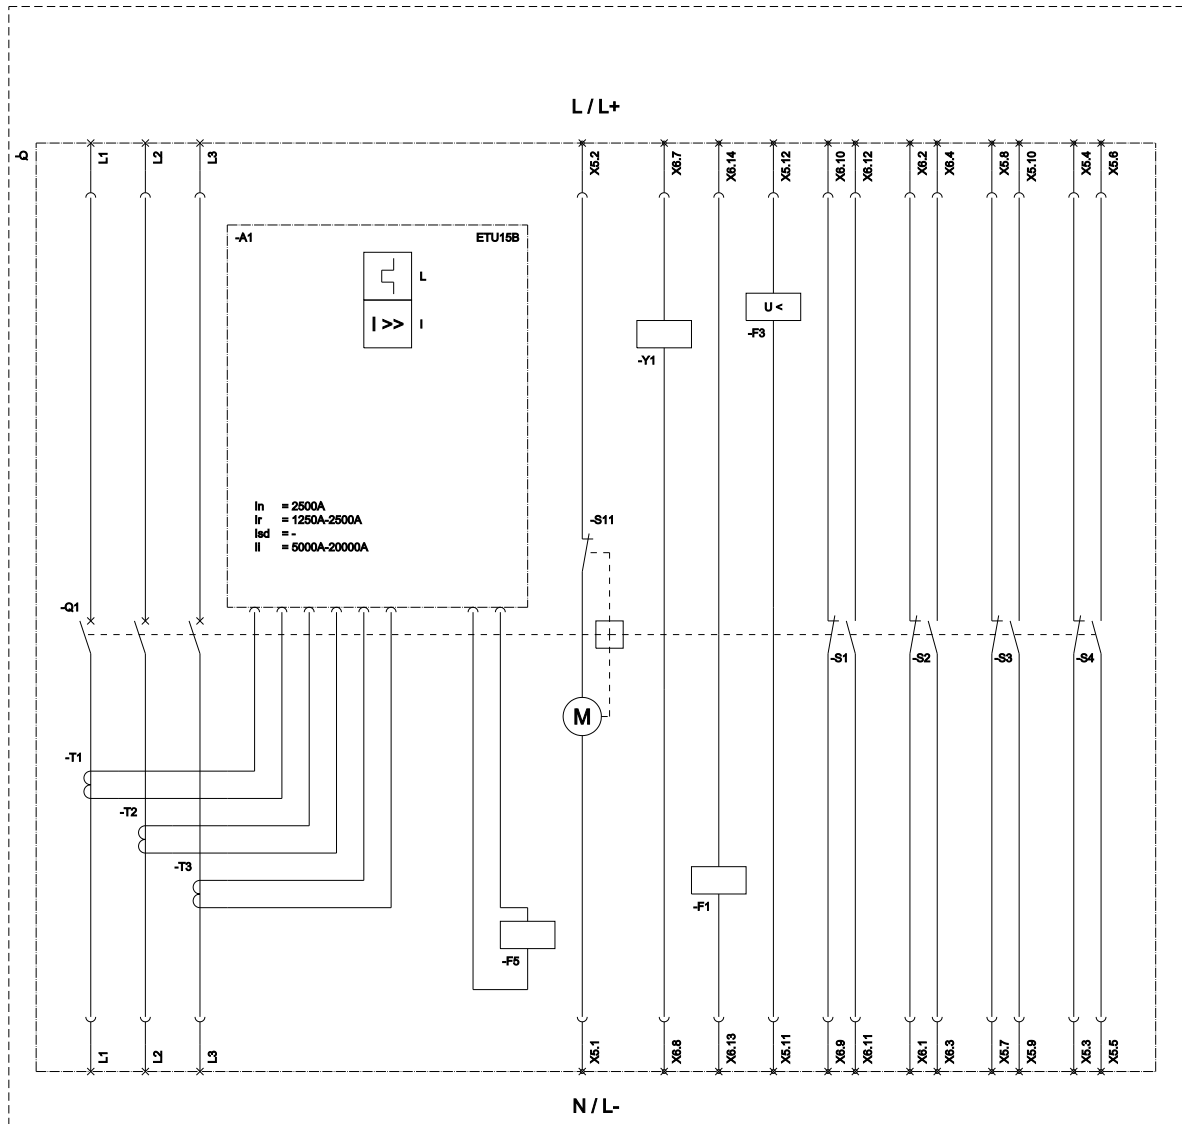 L / L+
-Q
L1
L2
L3
X5.2
X6.7
X6.14
X5.12
X6.10
X6.12
X6.2
X6.4
X5.8
X5.10
X5.4
X5.6
-A1
ETU15B
L
I >>
I
U <
-F3
-Y1
In = 2500A
Ir = 1250A-2500A
Isd = -
Ii = 5000A-20000A
-S11
-Q1
-S1
-S2
-S3
-S4
M
-T1
-T2
-T3
-F1
-F5
L1
L2
L3
X5.1
X6.8
X6.13
X5.11
X6.9
X6.11
X6.1
X6.3
X5.7
X5.9
X5.3
X5.5
N / L-